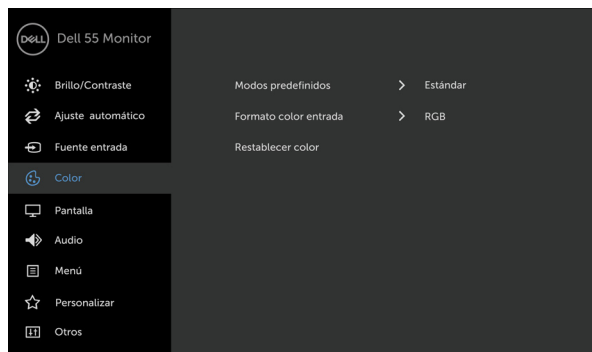 DELL Dell 55 Monitor
Brillo/Contraste
Modos predefinidos > Estándar
Ajuste automático
Formato color entrada > RGB
Fuente entrada
Restablecer color
Color
Pantalla
Audio
Menú
Personalizar
Otros